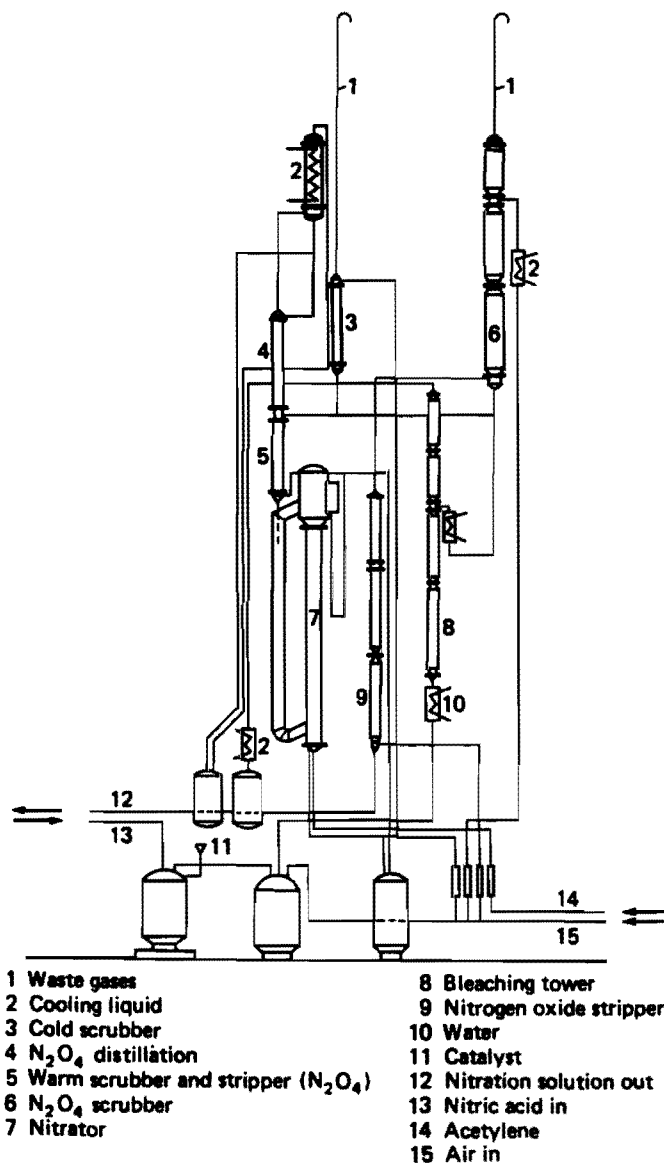 1
1
2
2
3
4
6
5
7
8
9
10
2
12
13
11
14
15
1 Waste gases
2 Cooling liquid
3 Cold scrubber
4 N₂O₄ distillation
5 Warm scrubber and stripper (N₂O₄)
6 N₂O₄ scrubber
7 Nitrator
8 Bleaching tower
9 Nitrogen oxide stripper
10 Water
11 Catalyst
12 Nitration solution out
13 Nitric acid in
14 Acetylene
15 Air in